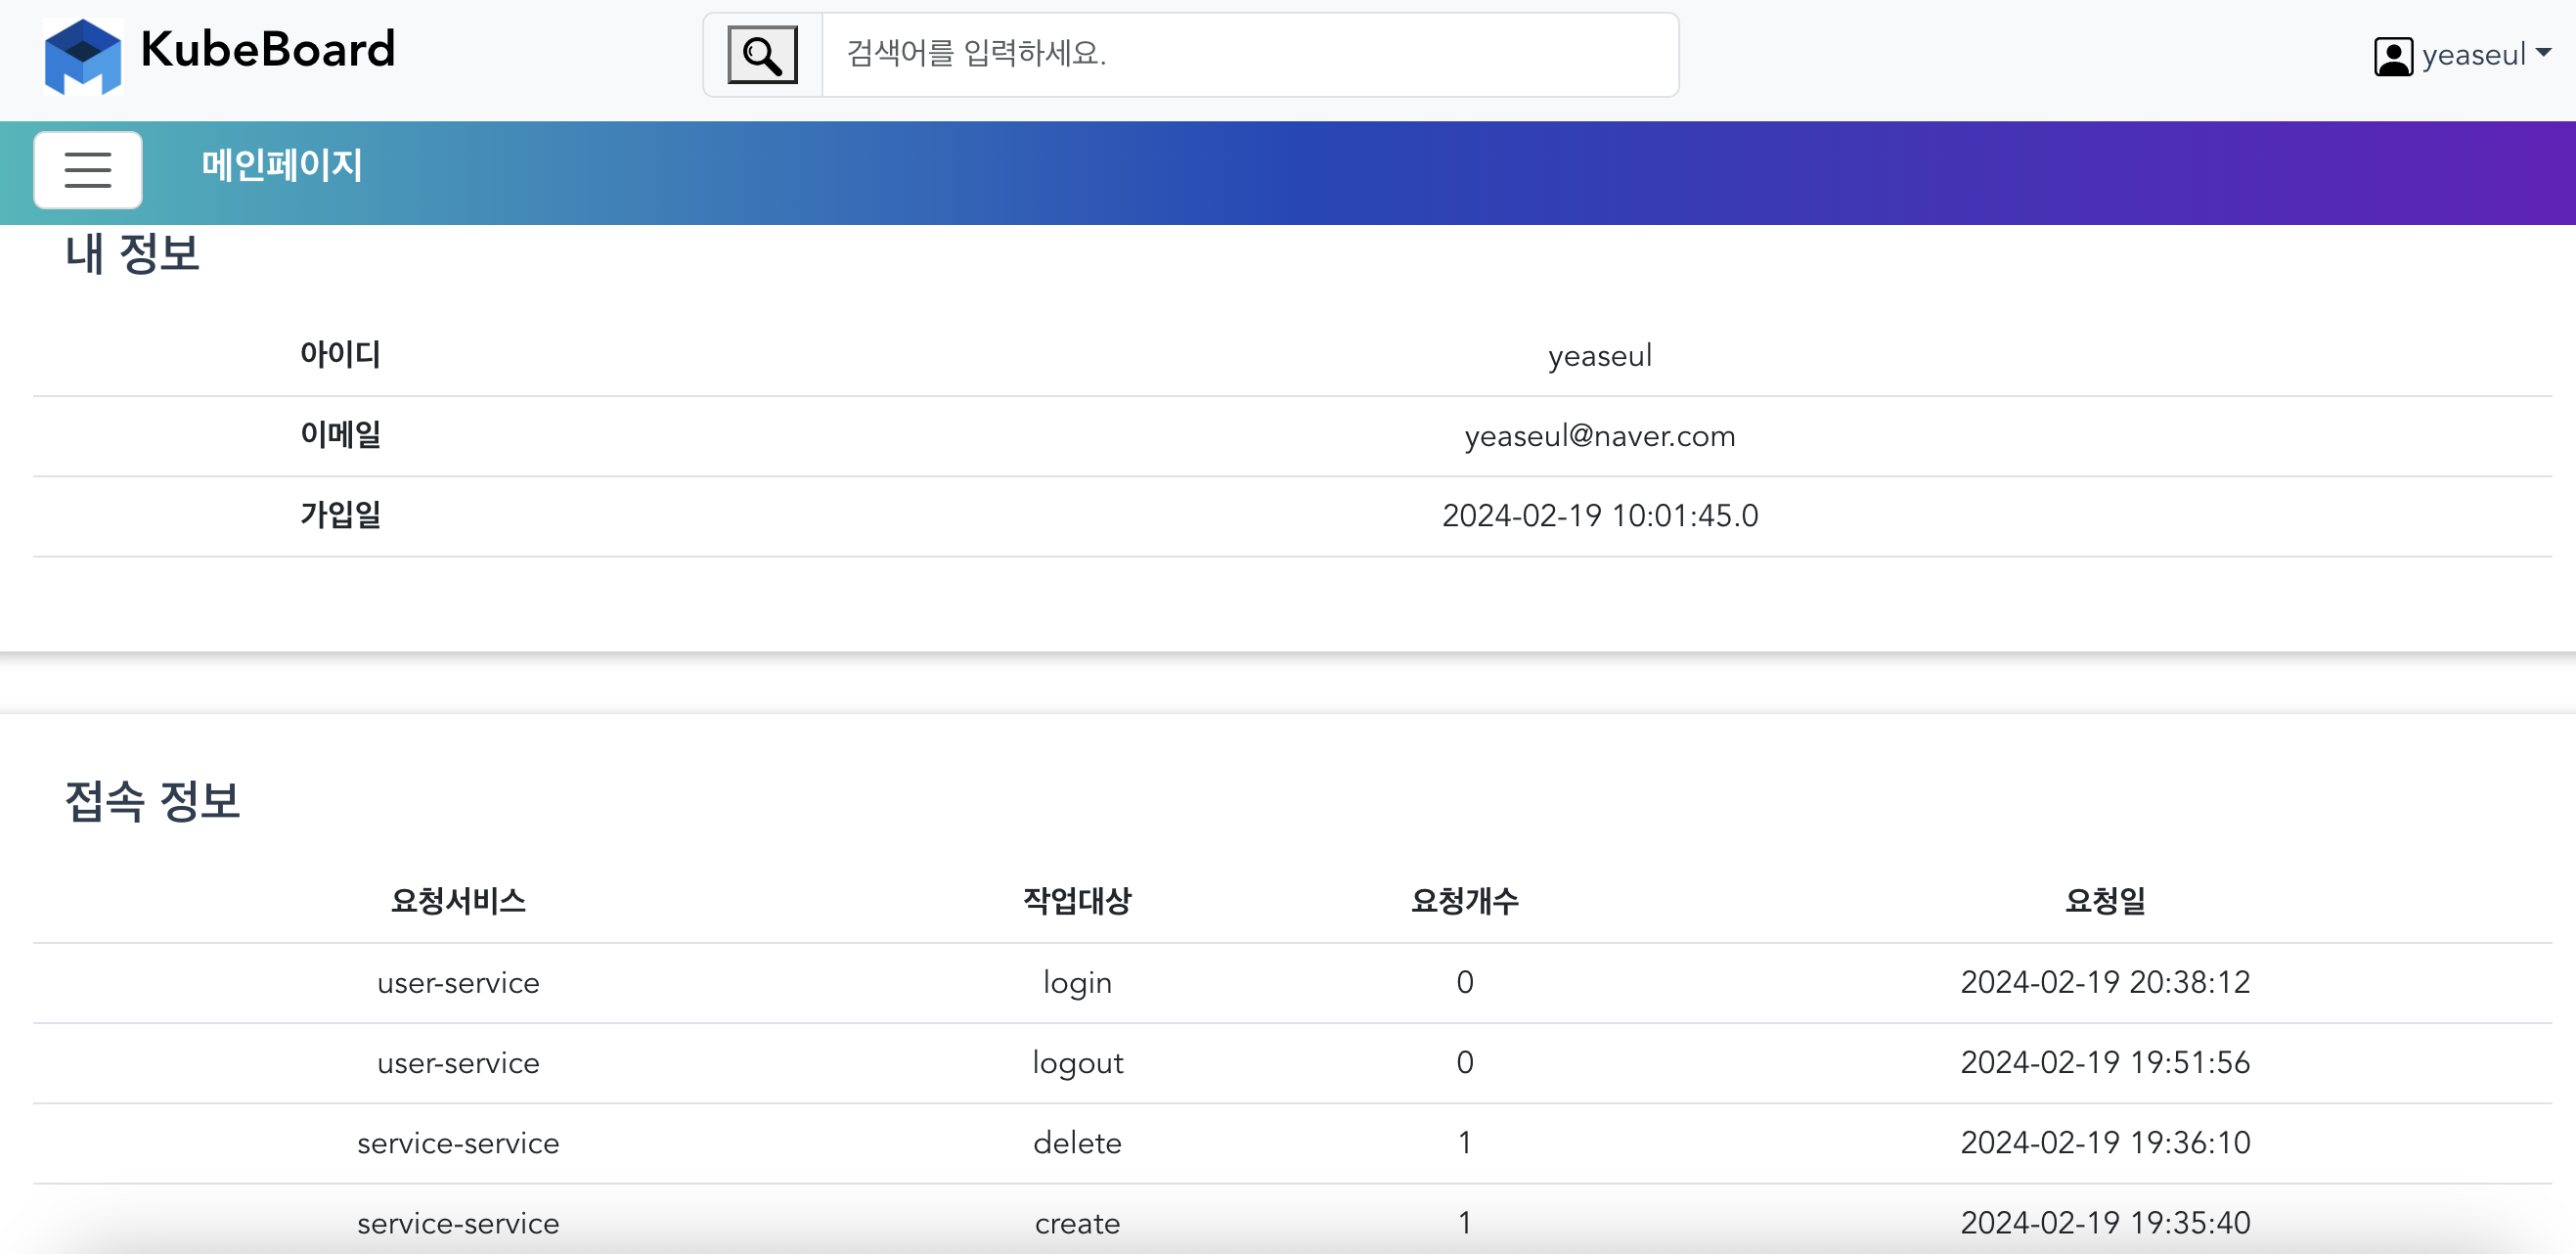 KubeBoard
검색어를 입력하세요.
yeaseul
메인페이지
내 정보
아이디 yeaseul
이메일 yeaseul@naver.com
가입일 2024-02-19 10:01:45.0
접속 정보
요청서비스 작업대상 요청개수 요청일
user-service login 0 2024-02-19 20:38:12
user-service logout 0 2024-02-19 19:51:56
service-service delete 1 2024-02-19 19:36:10
service-service create 1 2024-02-19 19:35:40